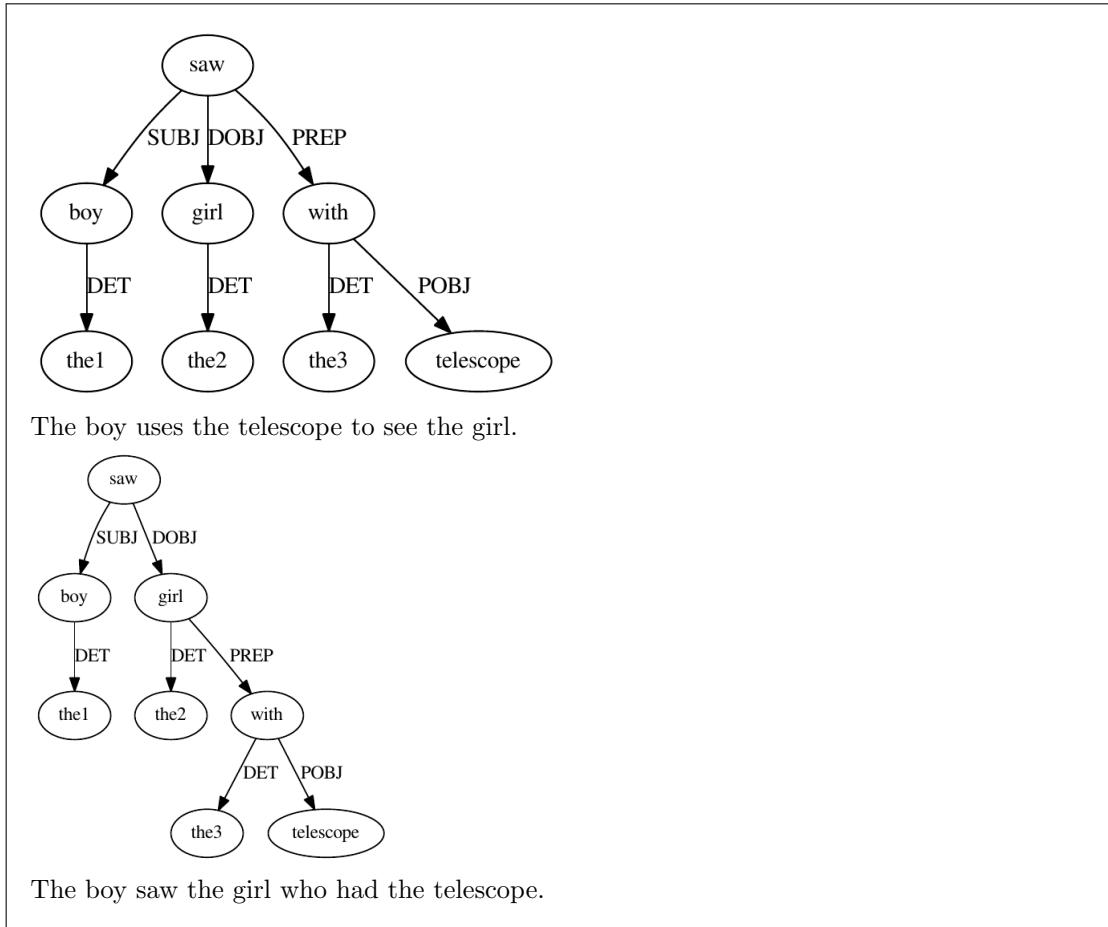 saw
SUBJ DOBJ PREP
boy girl with
DET DET DET POBJ
the1 the2 the3 telescope
The boy uses the telescope to see the girl.
saw
SUBJ DOBJ
boy girl
DET DET PREP
the1 the2 with
DET POBJ
the3 telescope
The boy saw the girl who had the telescope.